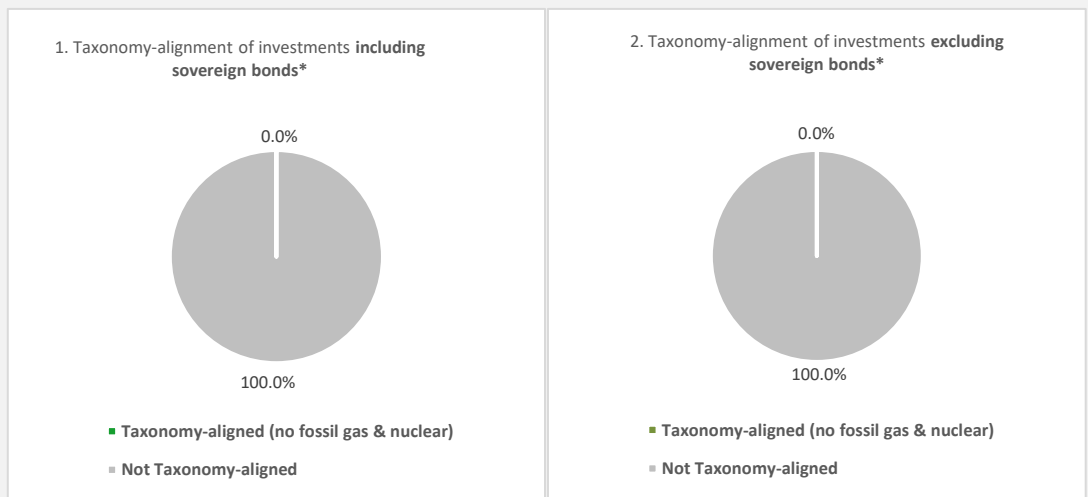 1. Taxonomy-alignment of investments including
sovereign bonds*
0.0%
100.0%
Taxonomy-aligned (no fossil gas & nuclear)
Not Taxonomy-aligned
2. Taxonomy-alignment of investments excluding
sovereign bonds*
0.0%
100.0%
Taxonomy-aligned (no fossil gas & nuclear)
Not Taxonomy-aligned